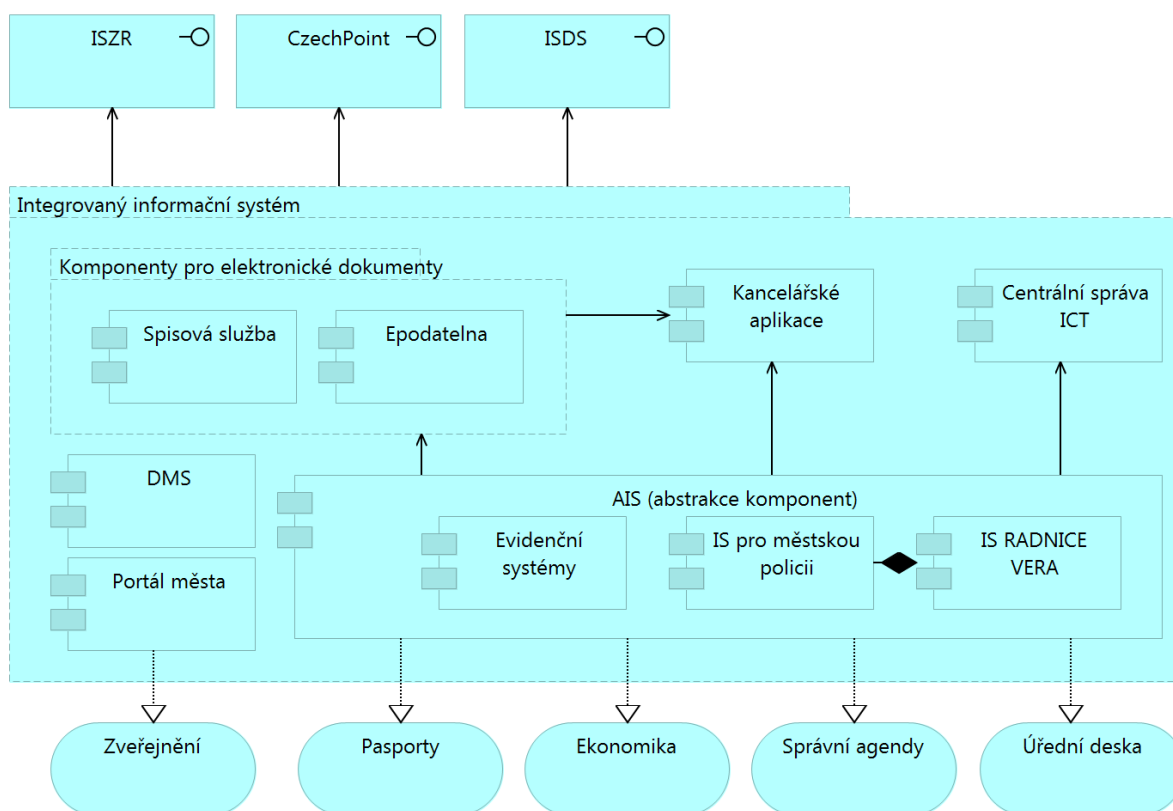 ISZR
CzechPoint
ISDS
Integrovaný informační systém
Komponenty pro elektronické dokumenty
Spisová služba
Epodatelna
Kancelářské
aplikace
Centrální správa
ICT
DMS
Portál města
AIS (abstrakce komponent)
Evidenční
systémy
IS pro městskou
policii
IS RADNICE
VERA
Zveřejnění
Pasporty
Ekonomika
Správní agendy
Úřední deska